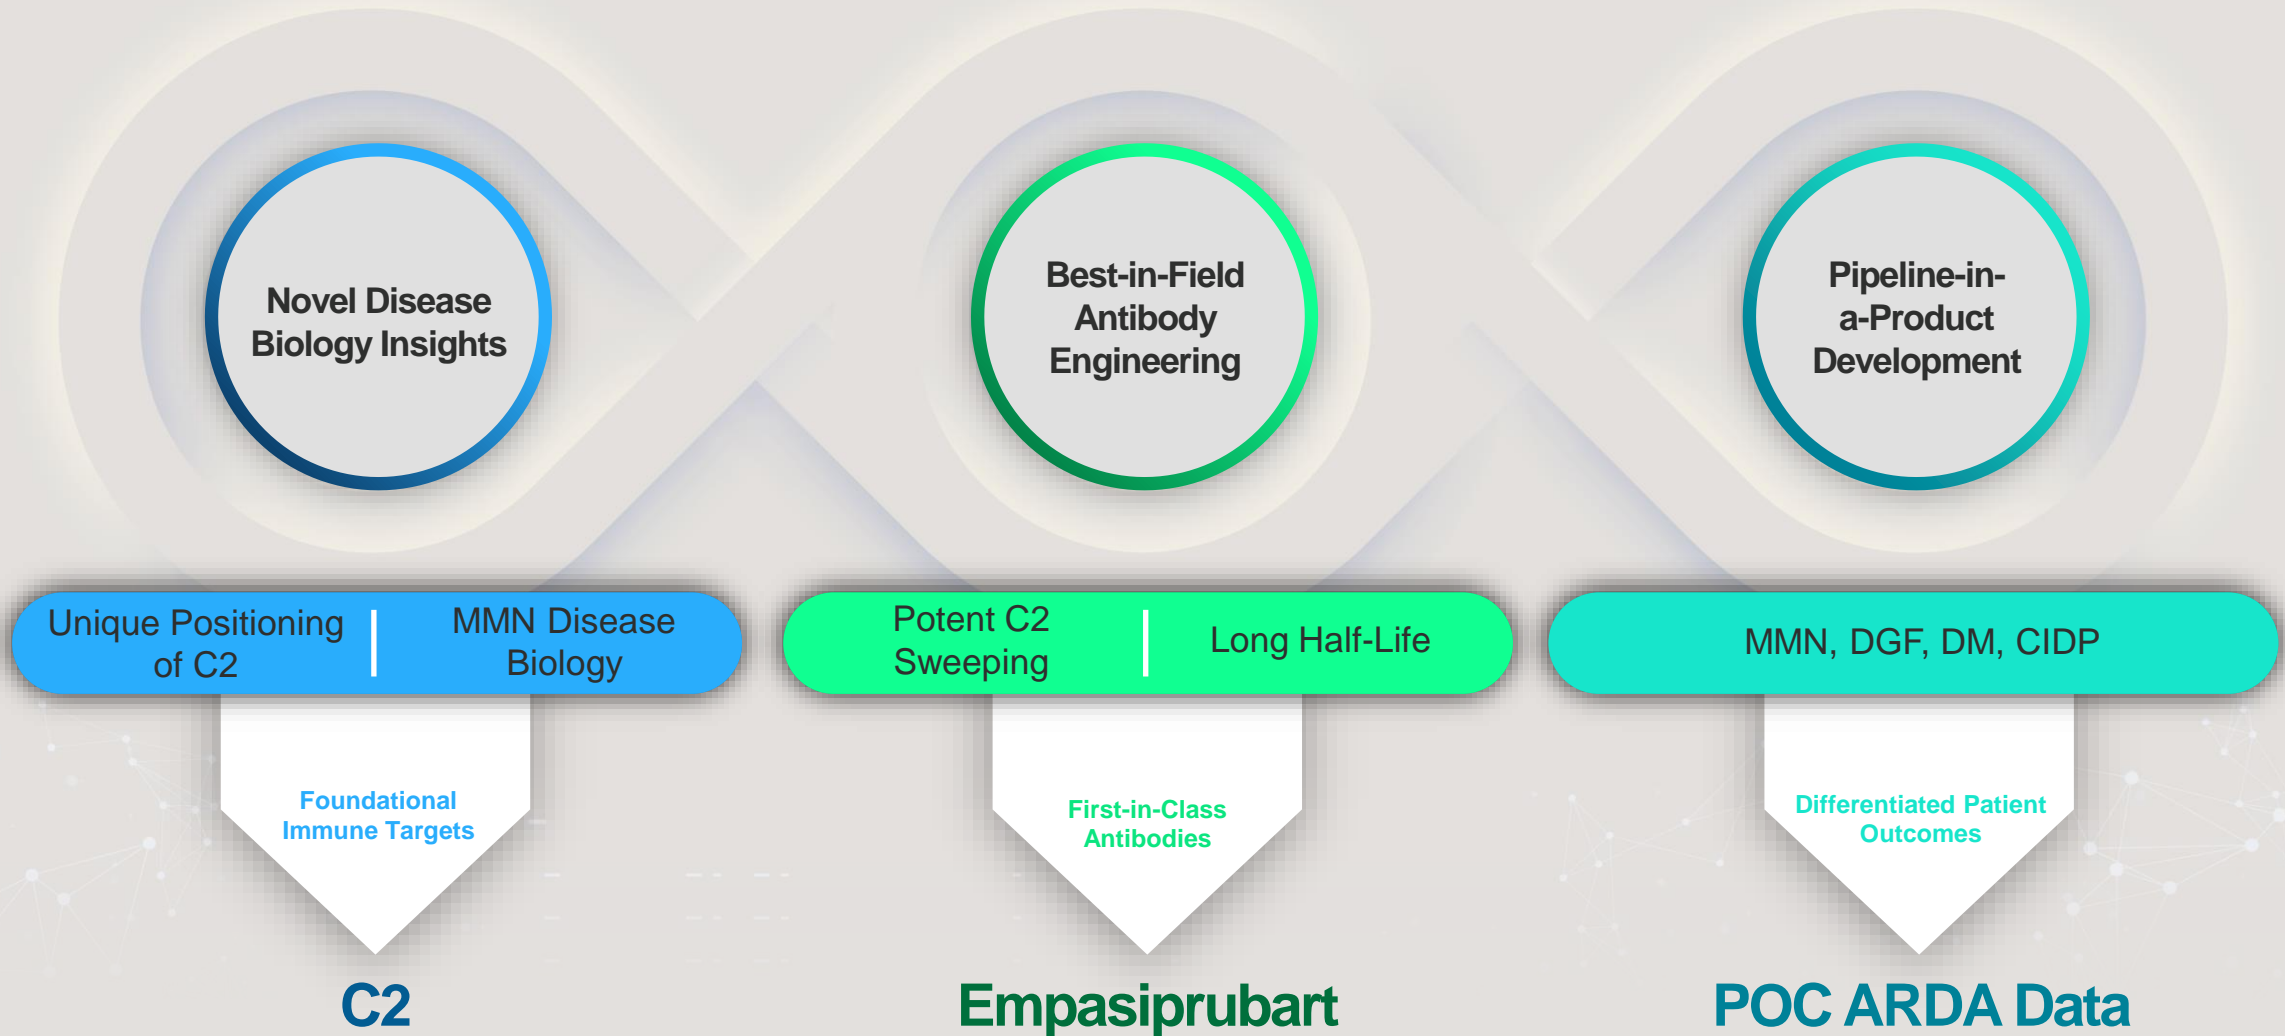 Novel Disease
Biology Insights
Best-in-Field
Antibody
Engineering
Pipeline-in-
a-Product
Development
Unique Positioning
of C2
MMN Disease
Biology
Potent C2
Sweeping
Long Half-Life
MMN, DGF, DM, CIDP
Foundational
Immune Targets
First-in-Class
Antibodies
Differentiated Patient
Outcomes
C2
Empasiprubart
POC ARDA Data